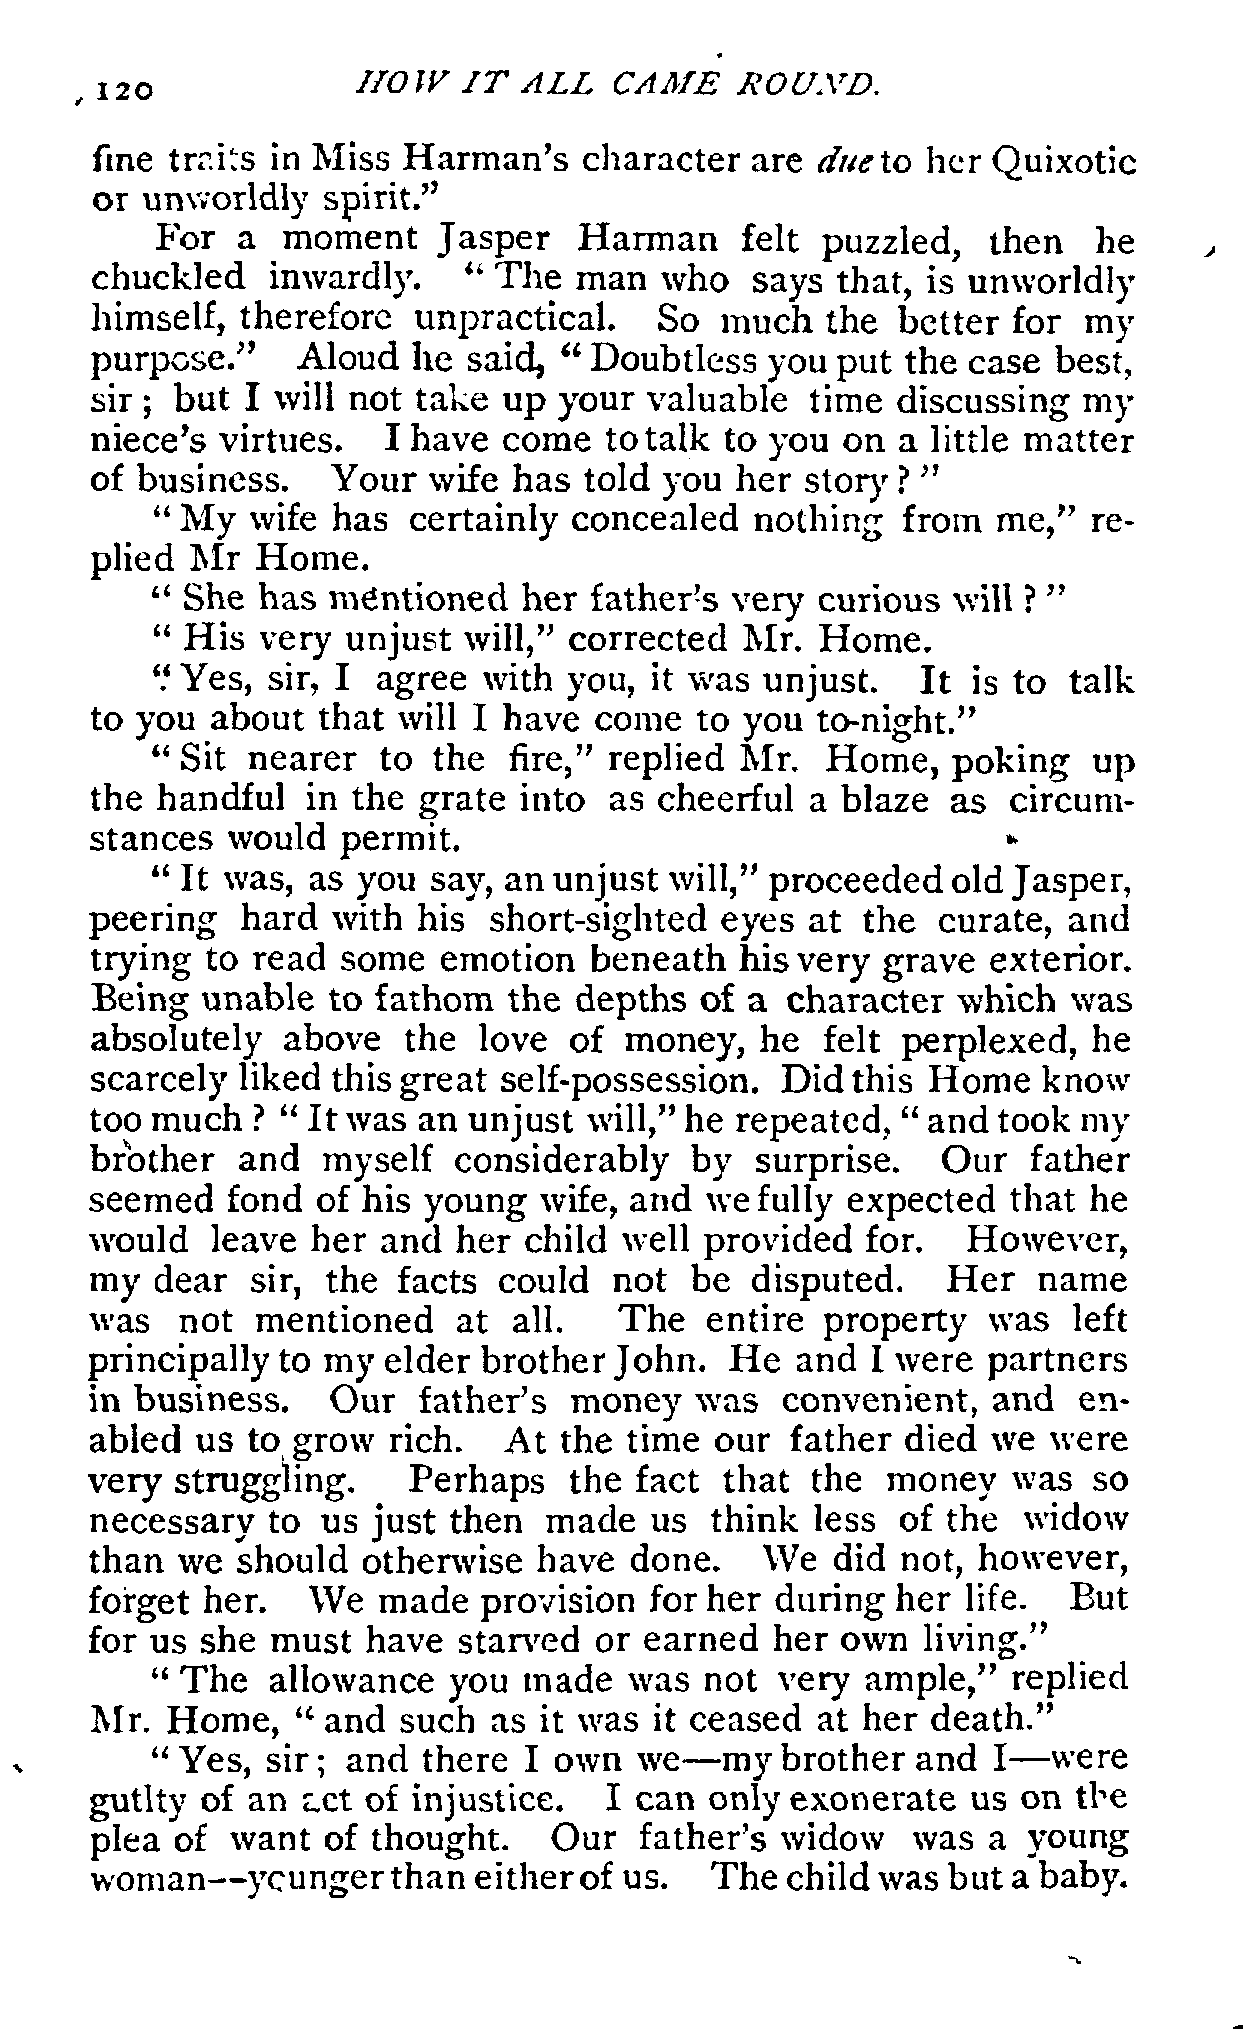 120 HOW IT ALL CAME ROUND.
fine traits in Miss Harman's character are due to her Quixotic
or unworldly spirit."
For a moment Jasper Harman felt puzzled, then he
chuckled inwardly. "The man who says that, is unworldly
himself, therefore unpractical. So much the better for my
purpose." Aloud he said, "Doubtless you put the case best,
sir; but I will not take up your valuable time discussing my
niece's virtues. I have come to talk to you on a little matter
of business. Your wife has told you her story?"
"My wife has certainly concealed nothing from me," re-
plied Mr Home.
"She has mentioned her father's very curious will?"
"His very unjust will," corrected Mr. Home.
"Yes, sir, I agree with you, it was unjust. It is to talk
to you about that will I have come to you to-night."
"Sit nearer to the fire," replied Mr. Home, poking up
the handful in the grate into as cheerful a blaze as circum-
stances would permit.
"It was, as you say, an unjust will," proceeded old Jasper,
peering hard with his short-sighted eyes at the curate, and
trying to read some emotion beneath his very grave exterior.
Being unable to fathom the depths of a character which was
absolutely above the love of money, he felt perplexed, he
scarcely liked this great self-possession. Did this Home know
too much? "It was an unjust will," he repeated, "and took my
brother and myself considerably by surprise. Our father
seemed fond of his young wife, and we fully expected that he
would leave her and her child well provided for. However,
my dear sir, the facts could not be disputed. Her name
was not mentioned at all. The entire property was left
principally to my elder brother John. He and I were partners
in business. Our father's money was convenient, and en-
abled us to grow rich. At the time our father died we were
very struggling. Perhaps the fact that the money was so
necessary to us just then made us think less of the widow
than we should otherwise have done. We did not, however,
forget her. We made provision for her during her life. But
for us she must have starved or earned her own living."
"The allowance you made was not very ample," replied
Mr. Home, "and such as it was it ceased at her death."
"Yes, sir; and there I own we—my brother and I—were
gutlty of an act of injustice. I can only exonerate us on the
plea of want of thought. Our father's widow was a young
woman--younger than either of us. The child was but a baby.